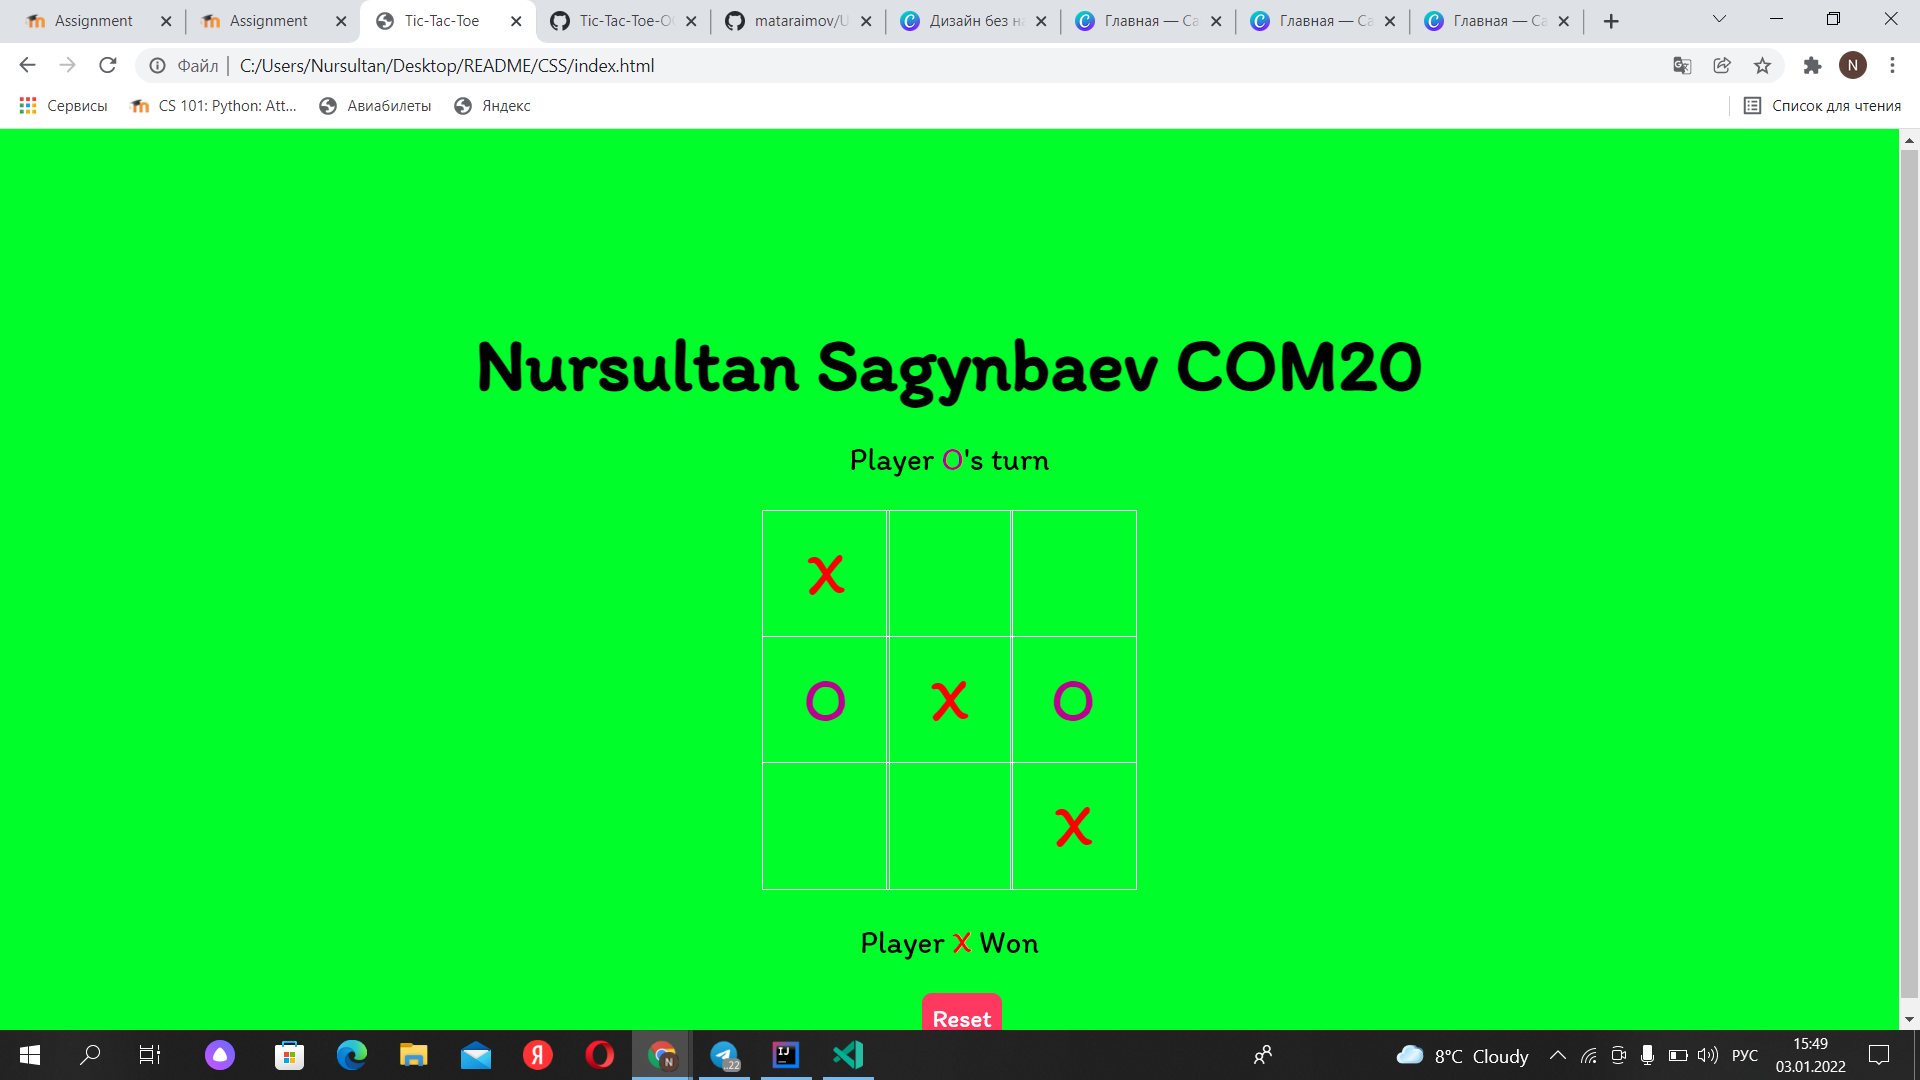 Assignment
Assignment
Tic-Tac-Toe
Tic-Tac-Toe-O
mataraimov/U
Дизайн без н
Главная — Ca
Главная — Ca
Главная — Ca
Файл
C:/Users/Nursultan/Desktop/README/CSS/index.html
N
Сервисы
CS 101: Python: Att...
Авиабилеты
Яндекс
Список для чтения
Nursultan Sagynbaev COM20
Player O's turn
X
O X O
X
Player X Won
Reset
8°C Cloudy
РУС
15:49
03.01.2022